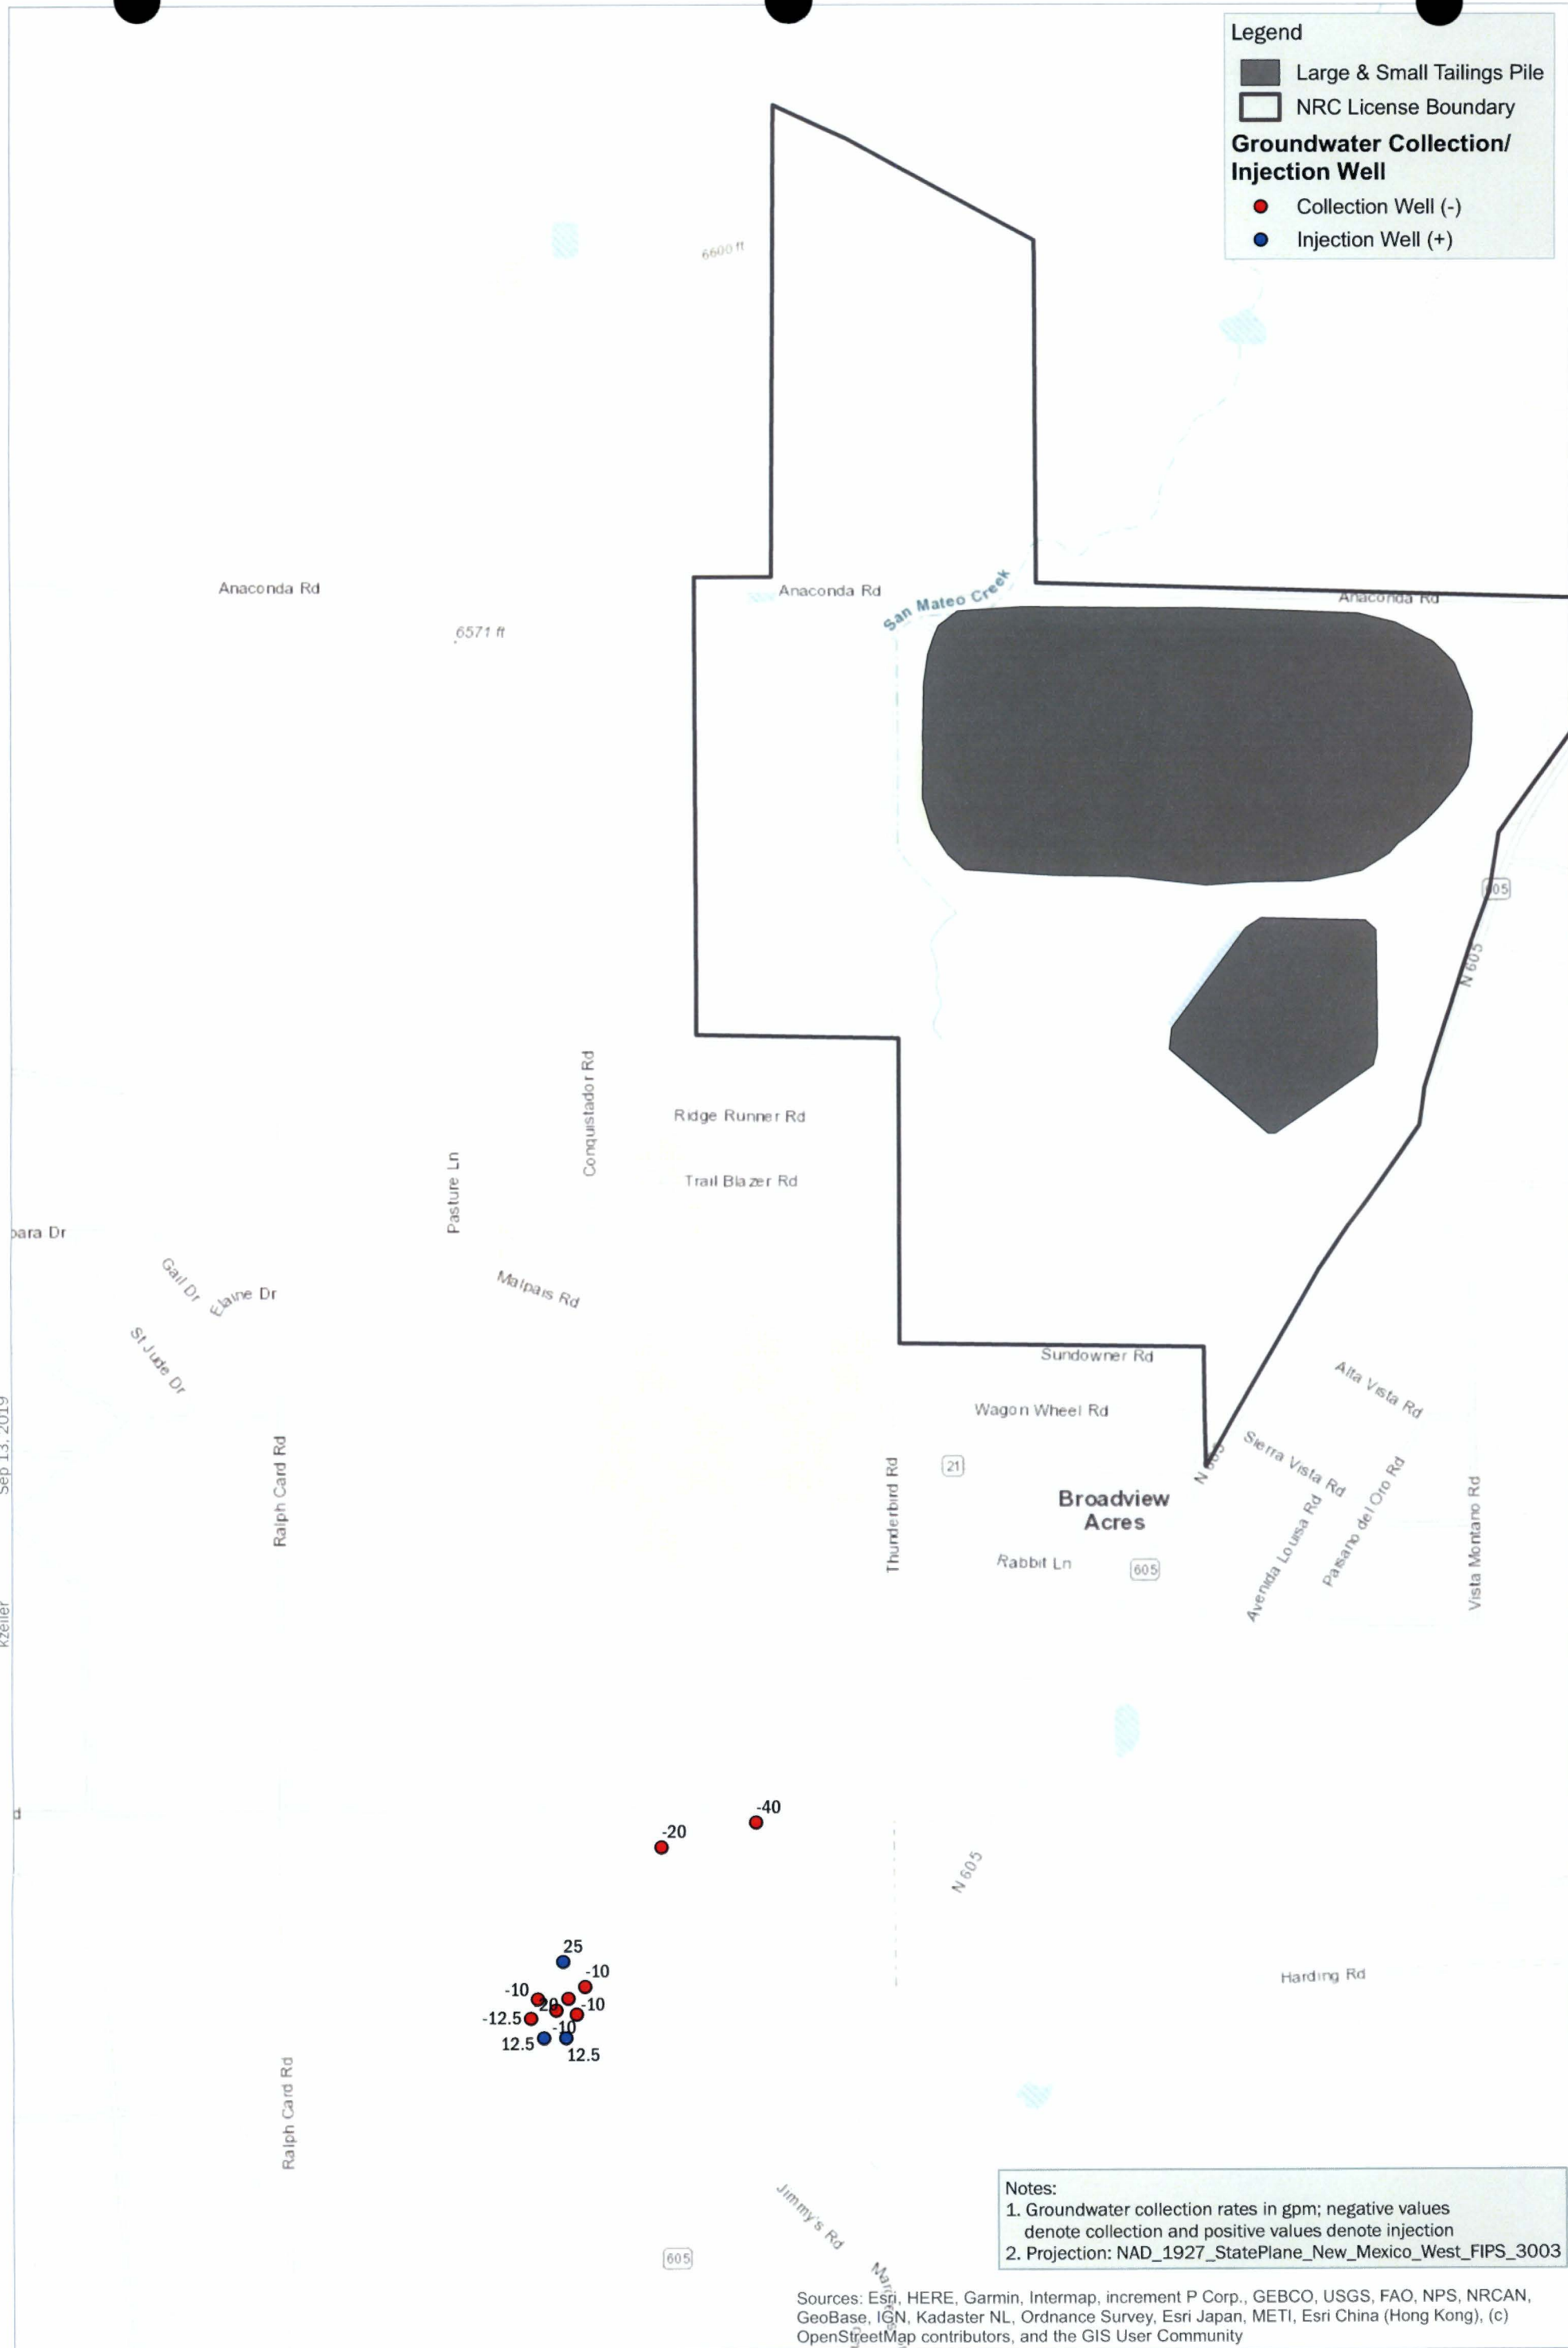 Legend
Large & Small Tailings Pile
NRC License Boundary
Groundwater Collection/
Injection Well
Collection Well (-)
Injection Well (+)
6600 ft
Anaconda Rd
Anaconda Rd
San Mateo Creek
Anaconda Rd
6571 ft
N 605
Conquistador Rd
Ridge Runner Rd
Pasture Ln
Trail Blazer Rd
Gail Dr
Elaine Dr
Malpais Rd
St Jude Dr
Sundowner Rd
Alta Vista Rd
Wagon Wheel Rd
Sep 13, 2019
Ralph Card Rd
Thunderbird Rd
21
Sierra Vista Rd
Broadview
Acres
Avenida Louisa Rd
Paisano del Oro Rd
Vista Montano Rd
Rabbit Ln
605
kzeiler
-40
-20
N 605
25
-10
-10
-10
-12.5
-10
12.5
12.5
Harding Rd
Ralph Card Rd
Jimmy's Rd
605
Notes:
1. Groundwater collection rates in gpm; negative values
denote collection and positive values denote injection
2. Projection: NAD_1927_StatePlane_New_Mexico_West_FIPS_3003
Sources: Esri, HERE, Garmin, Intermap, increment P Corp., GEBCO, USGS, FAO, NPS, NRCAN,
GeoBase, IGN, Kadaster NL, Ordnance Survey, Esri Japan, METI, Esri China (Hong Kong), (c)
OpenStreetMap contributors, and the GIS User Community